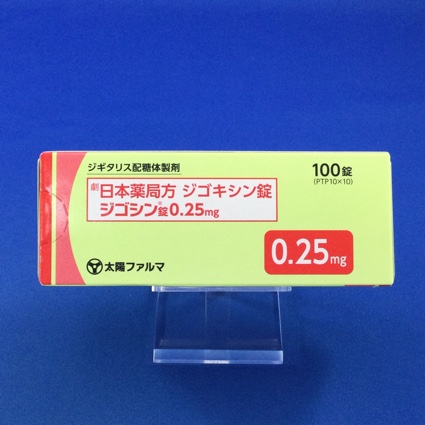 ジギタリス配糖体製剤
100錠
(PTP10×10)
劇 日本薬局方 ジゴキシン錠
ジゴシン®錠0.25mg
0.25mg
太陽ファルマ